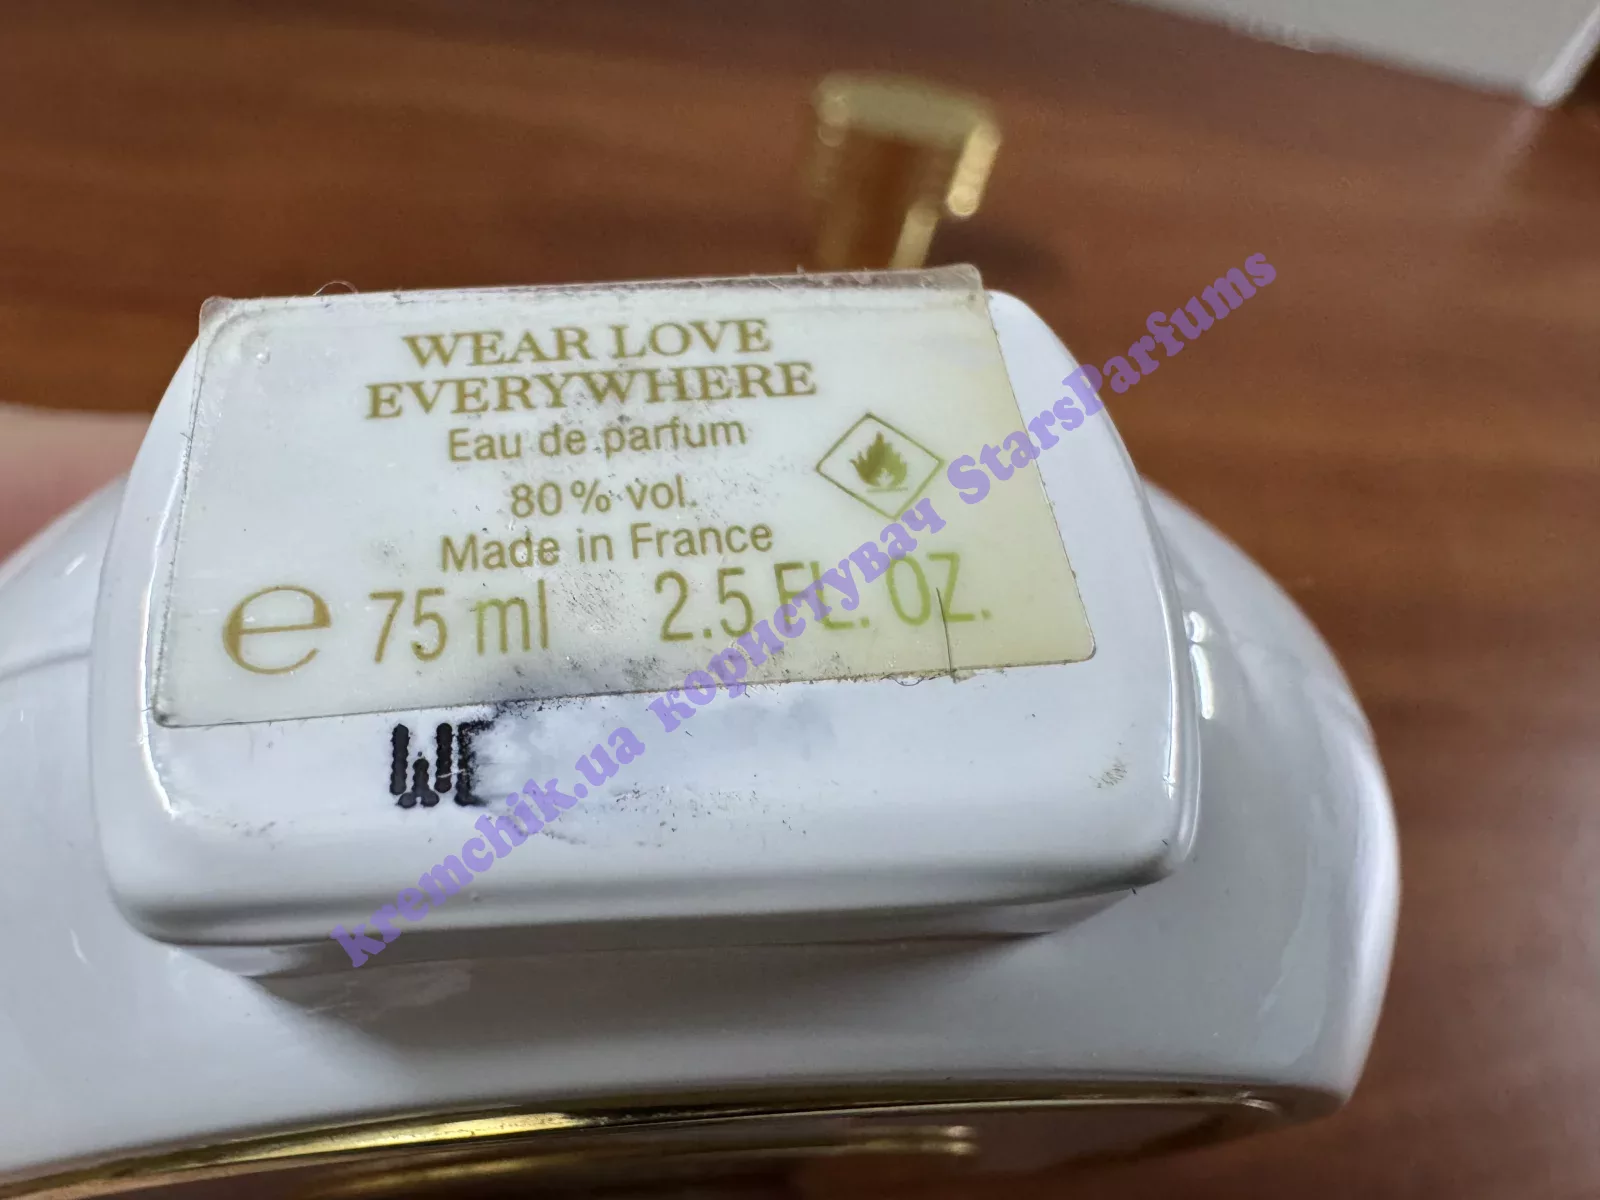 WEAR LOVE
EVERYWHERE
Eau de parfum
80% vol.
Made in France
℮ 75 ml 2.5 FL. OZ.
WE
kremchik.ua користувач StarsParfums